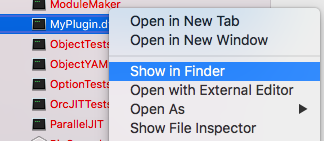 ModuleMaker
MyPlugin.d
ObjectTests
ObjectYAM
OptionTests
OrcJITTests
ParallelJIT
Open in New Tab
Open in New Window
Show in Finder
Open with External Editor
Open As
Show File Inspector